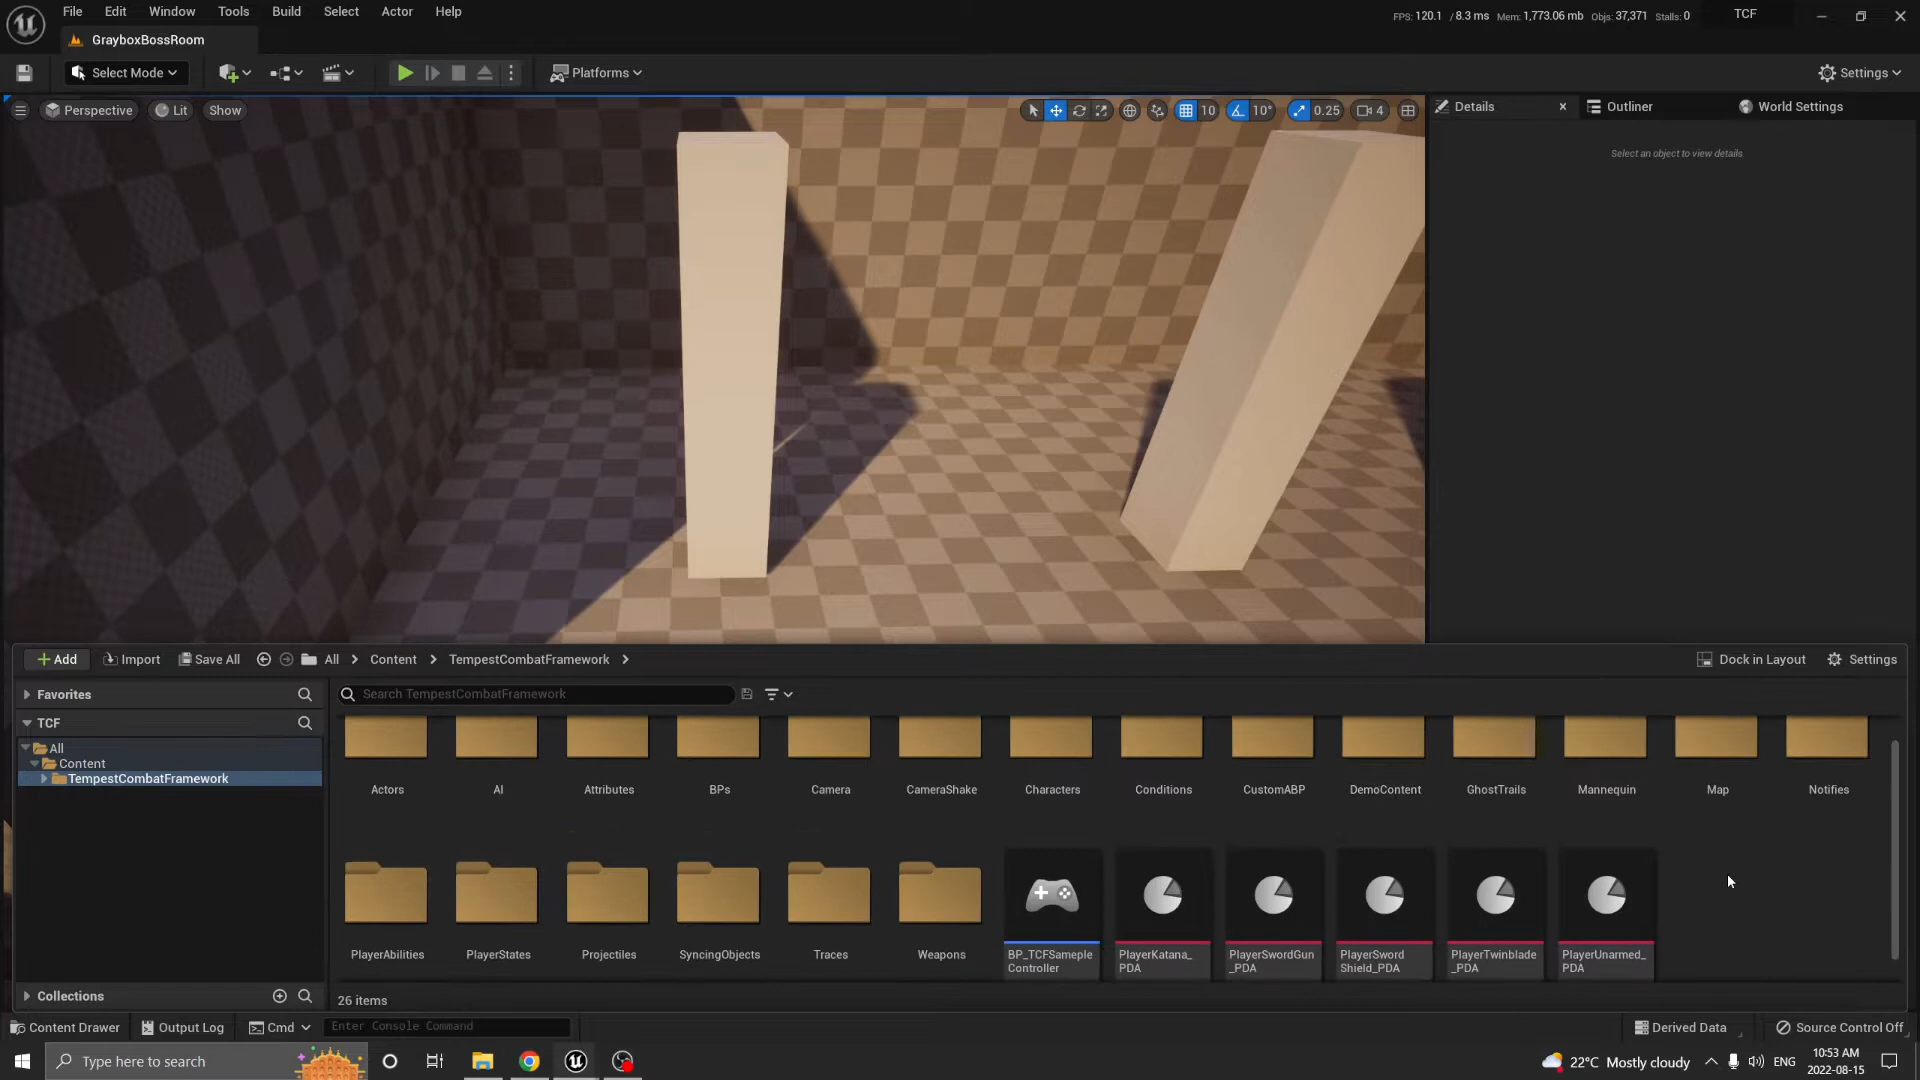 File Edit Window Tools Build Select Actor Help
FPS: 120.1 / 8.3 ms Mem: 1,773.06 mb Objs: 37,371 Stalls: 0 TCF
GrayboxBossRoom
Select Mode Platforms Settings
Perspective Lit Show 10 10° 0.25 4
Details Outliner World Settings
Select an object to view details.
Add Import Save All All Content TempestCombatFramework Dock in Layout Settings
Favorites
Search TempestCombatFramework
TCF
All
Content
TempestCombatFramework
Actors AI Attributes BPs Camera CameraShake Characters Conditions CustomABP DemoContent GhostTrails Mannequin Map Notifies
PlayerAbilities PlayerStates Projectiles SyncingObjects Traces Weapons BP_TCFSameple PlayerKatana_ PlayerSwordGun PlayerSword PlayerTwinblade PlayerUnarmed_
Controller PDA _PDA Shield_PDA _PDA PDA
Collections
26 items
Content Drawer Output Log Cmd Enter Console Command Derived Data Source Control Off
Type here to search 22°C Mostly cloudy ENG 10:53 AM
2022-08-15